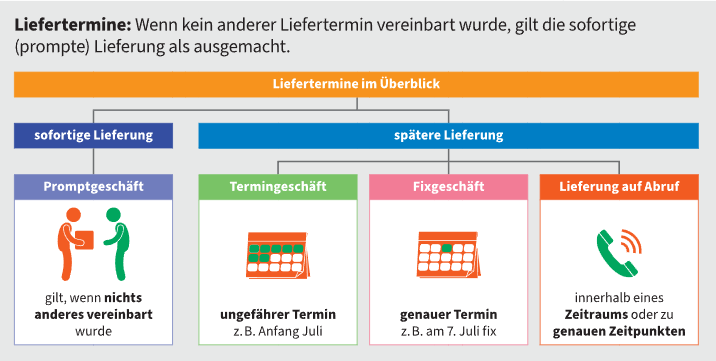 Liefertermine: Wenn kein anderer Liefertermin vereinbart wurde, gilt die sofortige
(prompte) Lieferung als ausgemacht.
Liefertermine im Überblick
sofortige Lieferung
spätere Lieferung
Promptgeschäft
Termingeschäft
Fixgeschäft
Lieferung auf Abruf
gilt, wenn nichts
anderes vereinbart
wurde
ungefährer Termin
z. B. Anfang Juli
genauer Termin
z. B. am 7. Juli fix
innerhalb eines
Zeitraums oder zu
genauen Zeitpunkten